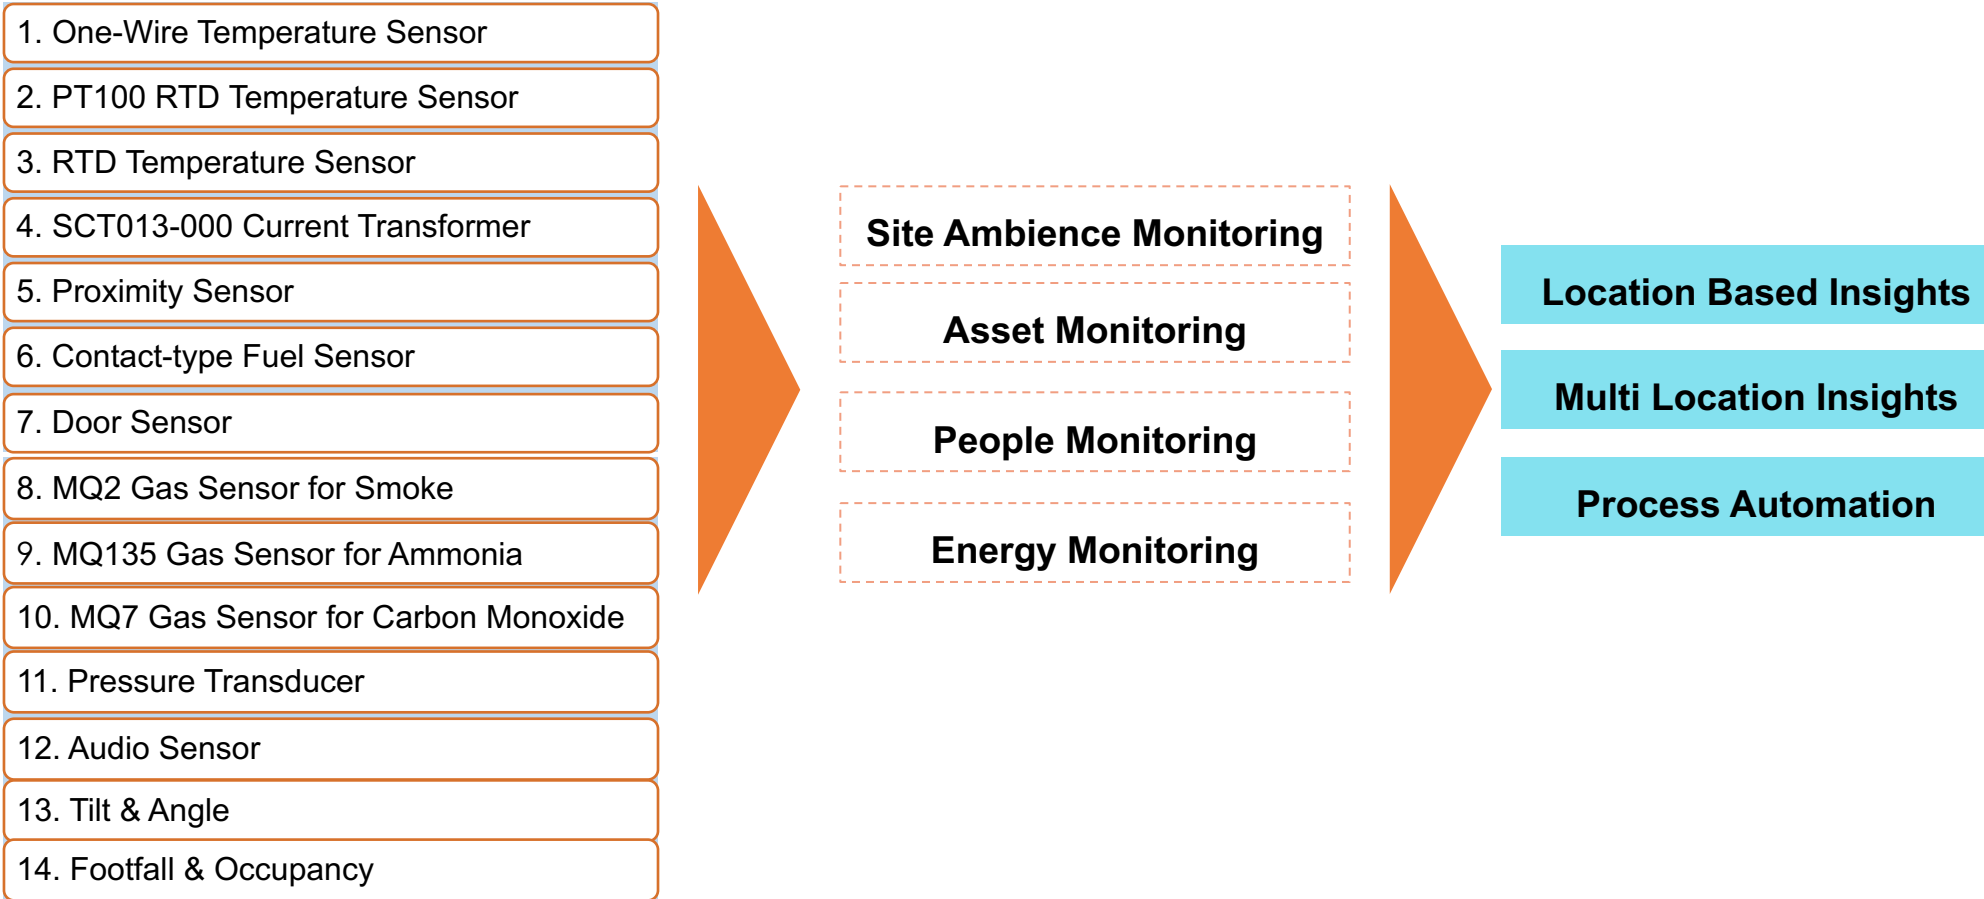 1. One-Wire Temperature Sensor
2. PT100 RTD Temperature Sensor
3. RTD Temperature Sensor
4. SCT013-000 Current Transformer
5. Proximity Sensor
6. Contact-type Fuel Sensor
7. Door Sensor
8. MQ2 Gas Sensor for Smoke
9. MQ135 Gas Sensor for Ammonia
10. MQ7 Gas Sensor for Carbon Monoxide
11. Pressure Transducer
12. Audio Sensor
13. Tilt & Angle
14. Footfall & Occupancy
Site Ambience Monitoring
Asset Monitoring
People Monitoring
Energy Monitoring
Location Based Insights
Multi Location Insights
Process Automation